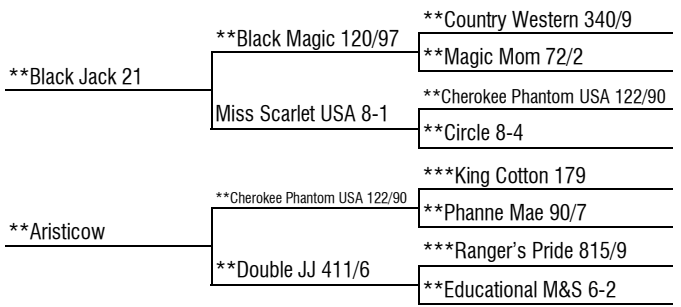 **Country Western 340/9
**Black Magic 120/97
**Magic Mom 72/2
**Black Jack 21
**Cherokee Phantom USA 122/90
Miss Scarlet USA 8-1
**Circle 8-4
***King Cotton 179
**Cherokee Phantom USA 122/90
**Phanne Mae 90/7
**Aristicow
***Ranger's Pride 815/9
**Double JJ 411/6
**Educational M&S 6-2